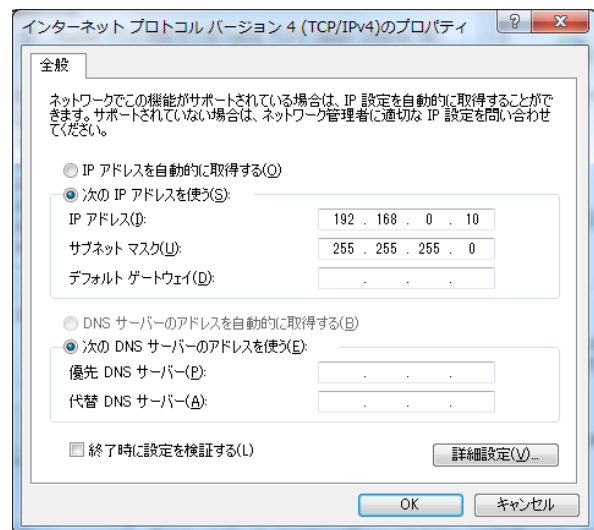 インターネット プロトコル バージョン 4 (TCP/IPv4)のプロパティ
全般
ネットワークでこの機能がサポートされている場合は、IP 設定を自動的に取得することがで
きます。サポートされていない場合は、ネットワーク管理者に適切な IP 設定を問い合わせ
てください。
IP アドレスを自動的に取得する(O)
次の IP アドレスを使う(S):
IP アドレス(I): 192 . 168 . 0 . 10
サブネット マスク(U): 255 . 255 . 255 . 0
デフォルト ゲートウェイ(D): . . .
DNS サーバーのアドレスを自動的に取得する(B)
次の DNS サーバーのアドレスを使う(E):
優先 DNS サーバー(P): . . .
代替 DNS サーバー(A): . . .
終了時に設定を検証する(L)
詳細設定(V)...
OK キャンセル